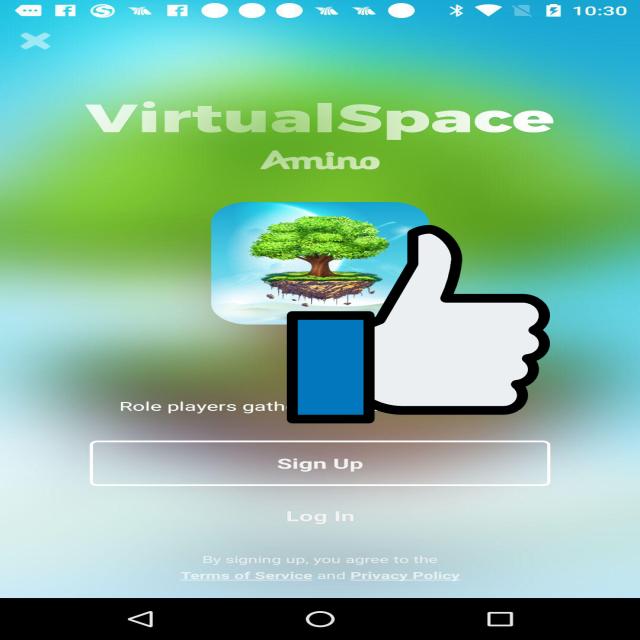 10:30
VirtualSpace
Amino
Role players gath
Sign Up
Log In
By signing up, you agree to the
Terms of Service and Privacy Policy